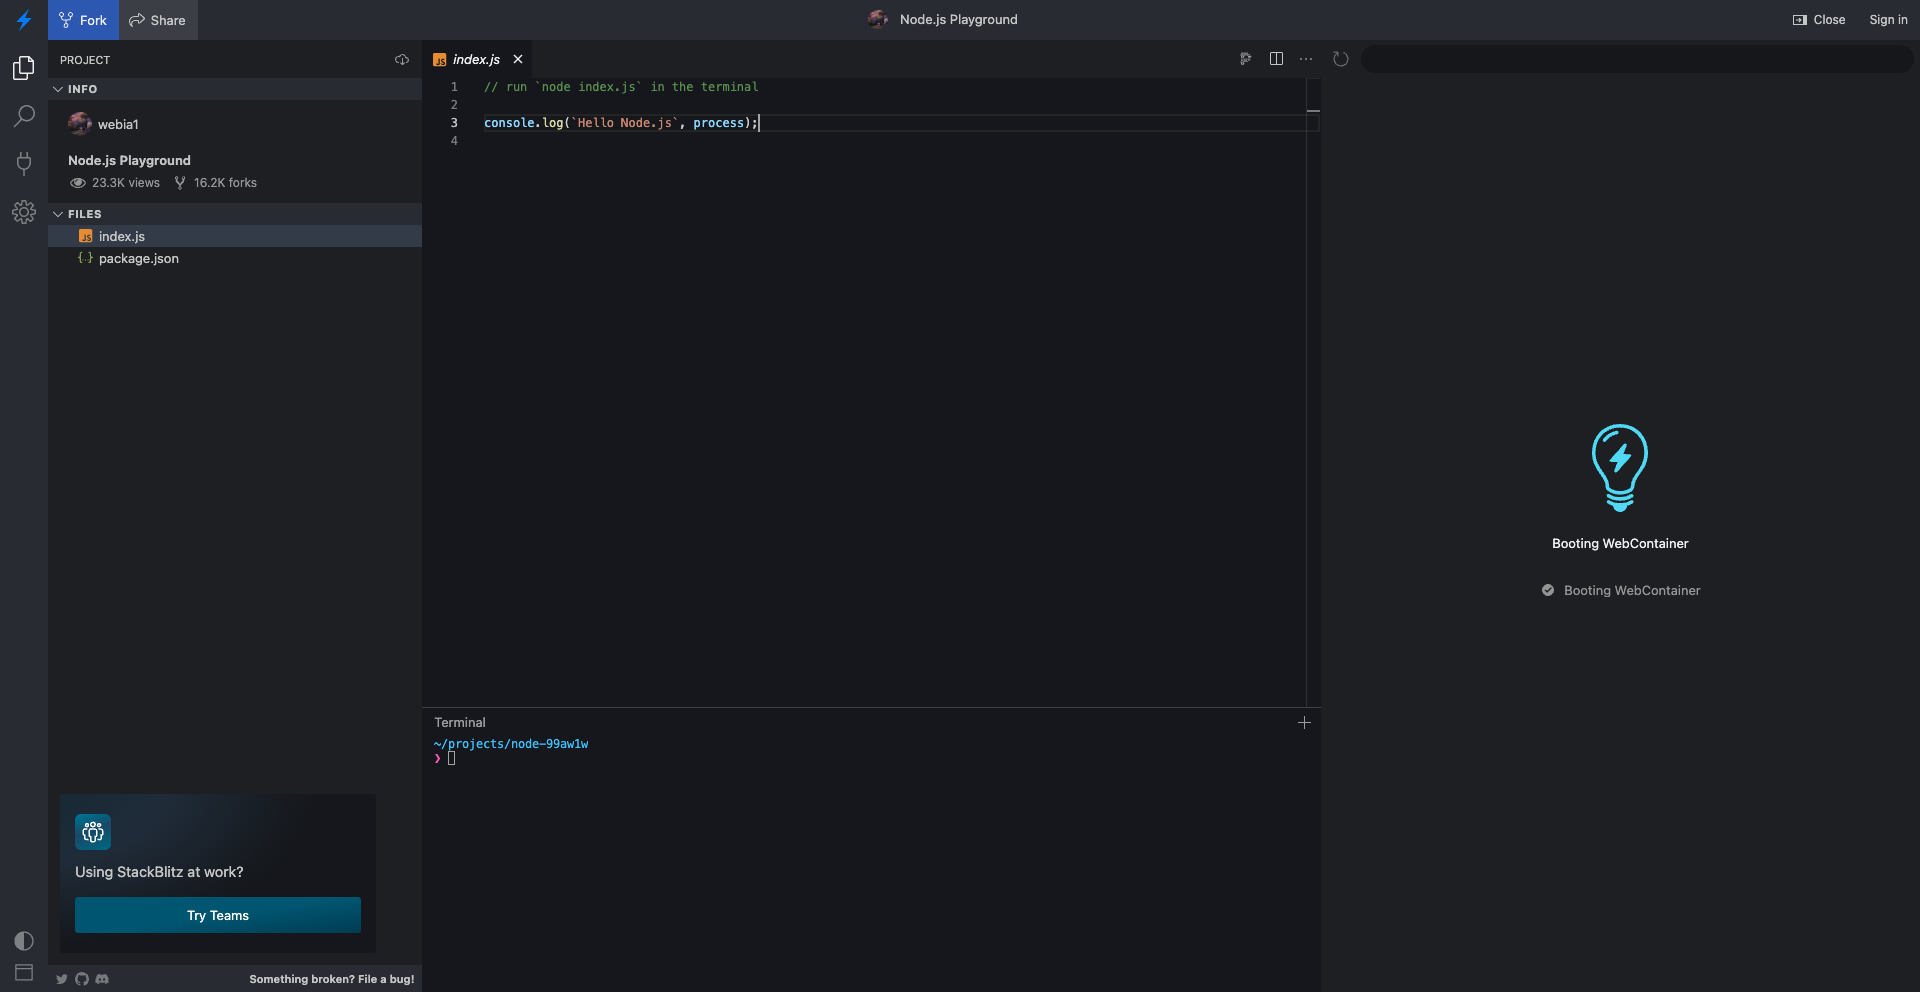 Fork
Share
Node.js Playground
Close
Sign in
PROJECT
INFO
webia1
Node.js Playground
23.3K views
16.2K forks
FILES
JS index.js
{..} package.json
Using StackBlitz at work?
Try Teams
Something broken? File a bug!
JS index.js
1 // run `node index.js` in the terminal
2
3 console.log(`Hello Node.js`, process);
4
Terminal
~/projects/node-99aw1w
❯
Booting WebContainer
Booting WebContainer